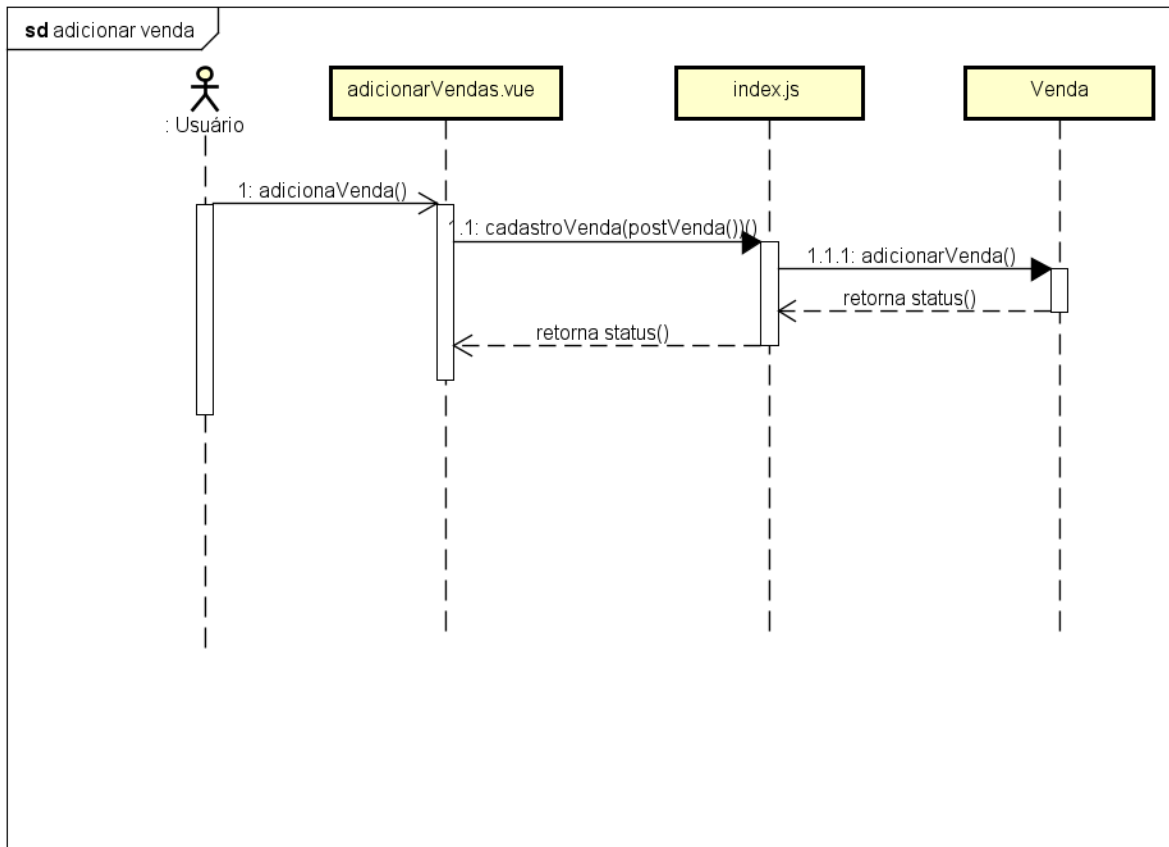 sd adicionar venda
: Usuário
adicionarVendas.vue
index.js
Venda
1: adicionaVenda()
1.1: cadastroVenda(postVenda())()
1.1.1: adicionarVenda()
retorna status()
retorna status()